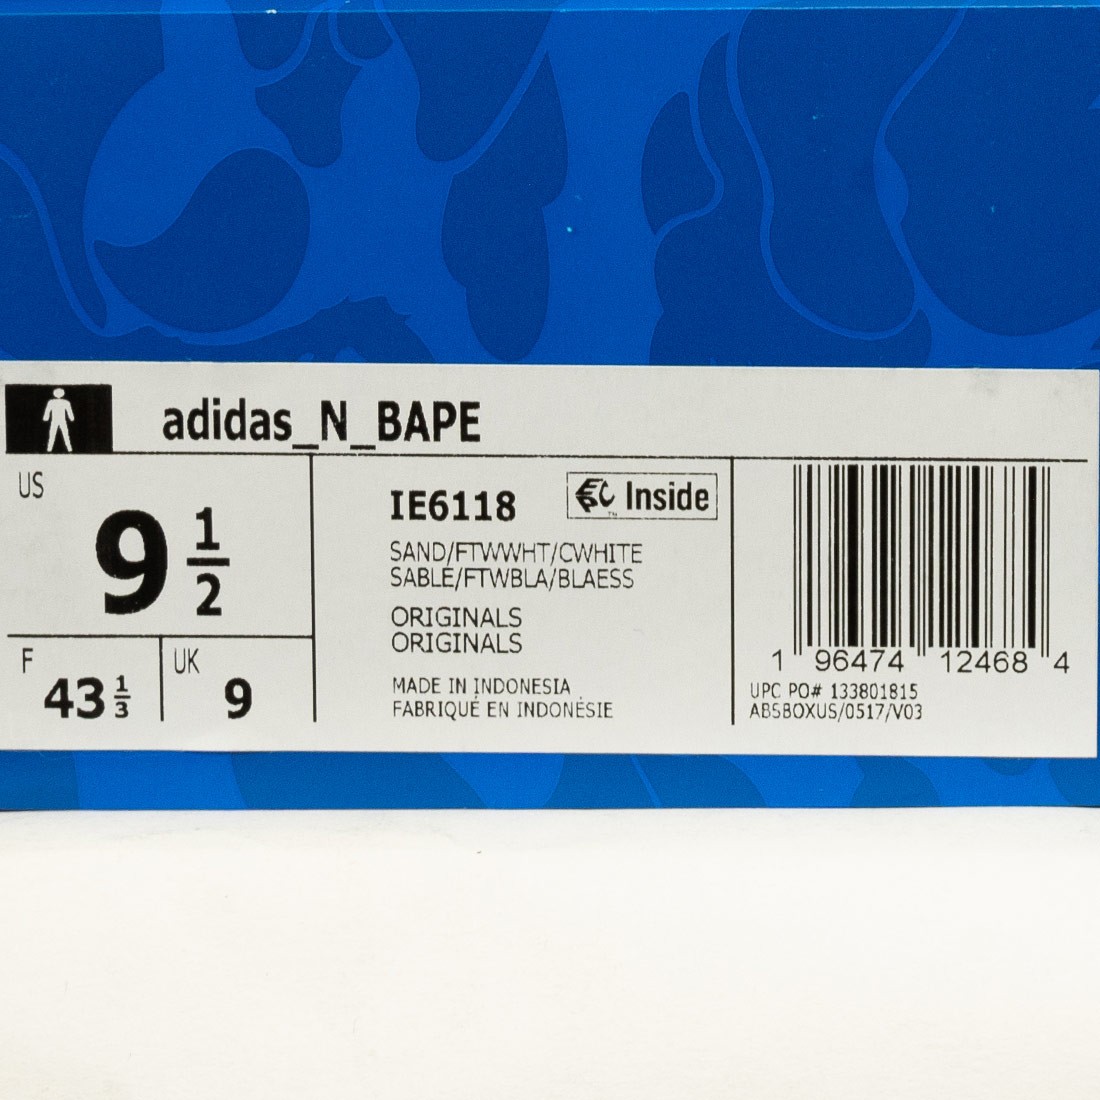 adidas_N_BAPE
US
9 1/2
F
43 1/3
UK
9
IE6118
Inside
SAND/FTWWHT/CWHITE
SABLE/FTWBLA/BLAESS
ORIGINALS
ORIGINALS
MADE IN INDONESIA
FABRIQUÉ EN INDONÉSIE
1 96474 12468 4
UPC PO# 133801815
ABSBOXUS/0517/V03